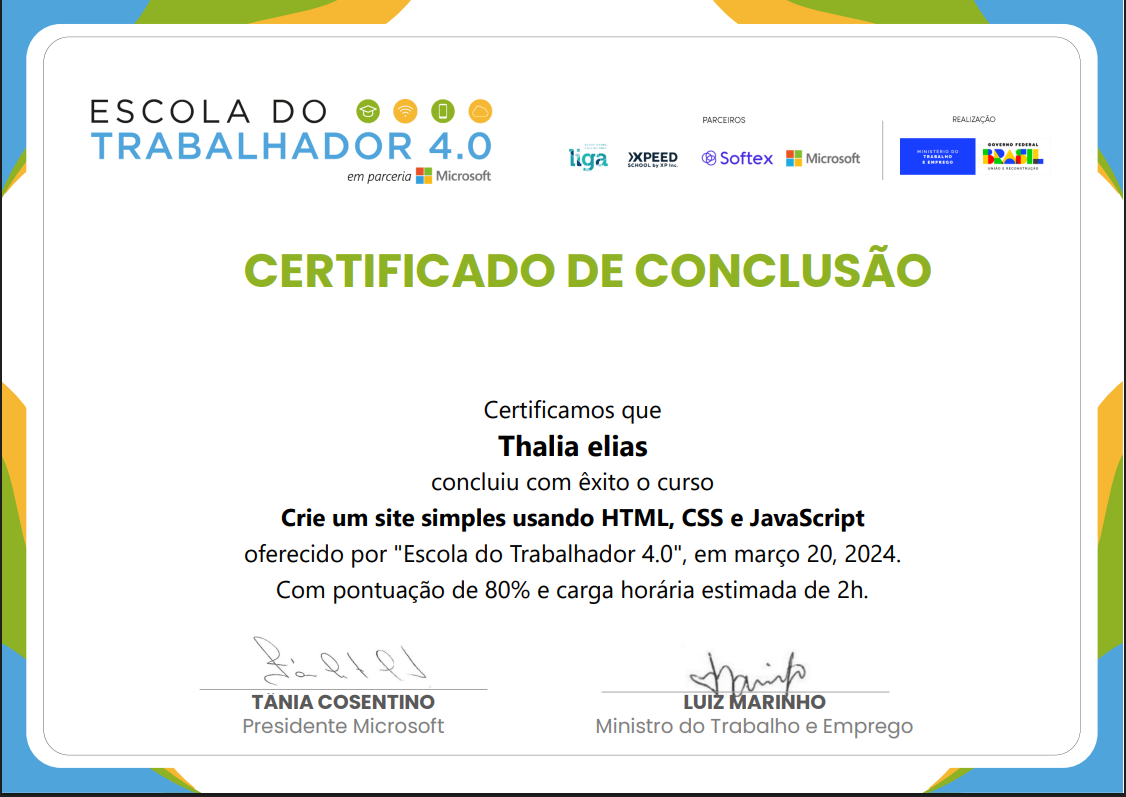 ESCOLA DO
TRABALHADOR 4.0
em parceria Microsoft
PARCEIROS
liga
XPEED
SCHOOL by XP Inc.
Softex
Microsoft
REALIZAÇÃO
MINISTÉRIO DO
TRABALHO
E EMPREGO
GOVERNO FEDERAL
BRASIL
UNIÃO E RECONSTRUÇÃO
CERTIFICADO DE CONCLUSÃO
Certificamos que
Thalia elias
concluiu com êxito o curso
Crie um site simples usando HTML, CSS e JavaScript
oferecido por "Escola do Trabalhador 4.0", em março 20, 2024.
Com pontuação de 80% e carga horária estimada de 2h.
TÂNIA COSENTINO
Presidente Microsoft
LUIZ MARINHO
Ministro do Trabalho e Emprego